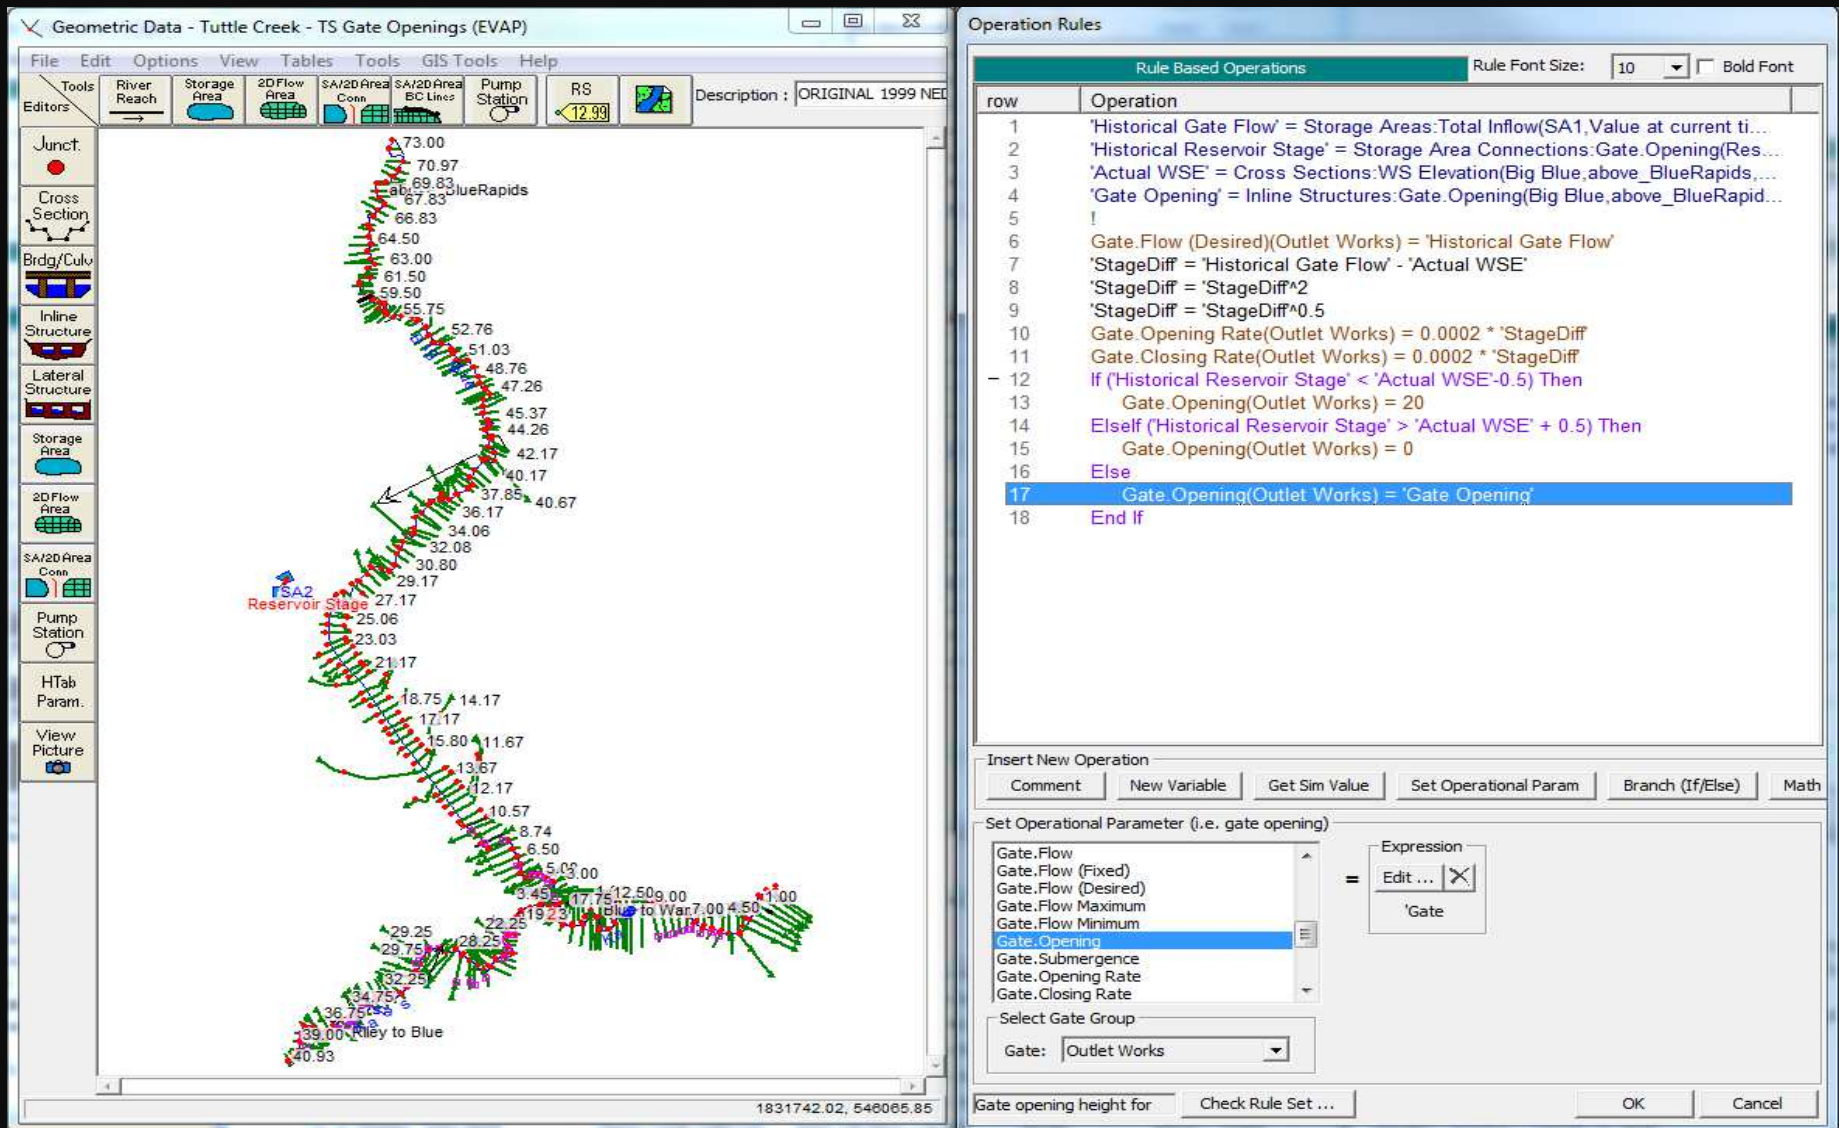 Geometric Data - Tuttle Creek - TS Gate Openings (EVAP)
File Edit Options View Tables Tools GIS Tools Help
Tools
Editors
River
Reach
Storage
Area
2D Flow
Area
SA/2D Area
Conn
SA/2D Area
BC Lines
Pump
Station
RS
12.99
Description :
ORIGINAL 1999 NED
Junct.
Cross
Section
Brdg/Culv
Inline
Structure
Lateral
Structure
Storage
Area
2D Flow
Area
SA/2D Area
Conn
Pump
Station
HTab
Param.
View
Picture
73.00
70.97
69.83
67.83
66.83
64.50
63.00
61.50
59.50
55.75
52.76
51.03
48.76
47.26
45.37
44.26
42.17
40.17
37.85
40.67
36.17
34.06
32.08
30.80
29.17
SA2
Reservoir Stage
27.17
25.06
23.03
21.17
18.75
14.17
17.17
15.80
11.67
13.67
12.17
10.57
8.74
6.50
3.00
3.45
17.75
12.50
9.00
1.00
Blue to War
7.00
4.50
22.25
29.25
28.25
29.75
32.25
34.75
36.75
39.00
Riley to Blue
40.93
1831742.02, 546065.85
Operation Rules
Rule Based Operations
Rule Font Size:
10
Bold Font
row Operation
1 'Historical Gate Flow' = Storage Areas:Total Inflow(SA1,Value at current ti...
2 'Historical Reservoir Stage' = Storage Area Connections:Gate.Opening(Res...
3 'Actual WSE' = Cross Sections:WS Elevation(Big Blue,above_BlueRapids,...
4 'Gate Opening' = Inline Structures:Gate.Opening(Big Blue,above_BlueRapid...
5 !
6 Gate.Flow (Desired)(Outlet Works) = 'Historical Gate Flow'
7 'StageDiff' = 'Historical Gate Flow' - 'Actual WSE'
8 'StageDiff' = 'StageDiff'^2
9 'StageDiff' = 'StageDiff'^0.5
10 Gate.Opening Rate(Outlet Works) = 0.0002 * 'StageDiff'
11 Gate.Closing Rate(Outlet Works) = 0.0002 * 'StageDiff'
12 If ('Historical Reservoir Stage' < 'Actual WSE'-0.5) Then
13 Gate.Opening(Outlet Works) = 20
14 ElseIf ('Historical Reservoir Stage' > 'Actual WSE' + 0.5) Then
15 Gate.Opening(Outlet Works) = 0
16 Else
17 Gate.Opening(Outlet Works) = 'Gate Opening'
18 End If
Insert New Operation
Comment
New Variable
Get Sim Value
Set Operational Param
Branch (If/Else)
Math
Set Operational Parameter (i.e. gate opening)
Gate.Flow
Gate.Flow (Fixed)
Gate.Flow (Desired)
Gate.Flow Maximum
Gate.Flow Minimum
Gate.Opening
Gate.Submergence
Gate.Opening Rate
Gate.Closing Rate
=
Expression
Edit ...
'Gate
Select Gate Group
Gate:
Outlet Works
Gate opening height for
Check Rule Set ...
OK
Cancel